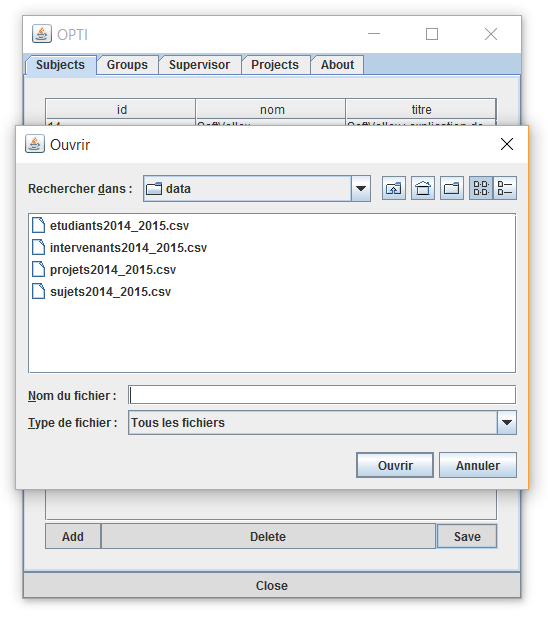 OPTI
Subjects Groups Supervisor Projects About
id nom titre
Ouvrir
Rechercher dans : data
etudiants2014_2015.csv
intervenants2014_2015.csv
projets2014_2015.csv
sujets2014_2015.csv
Nom du fichier :
Type de fichier : Tous les fichiers
Ouvrir Annuler
Add Delete Save
Close